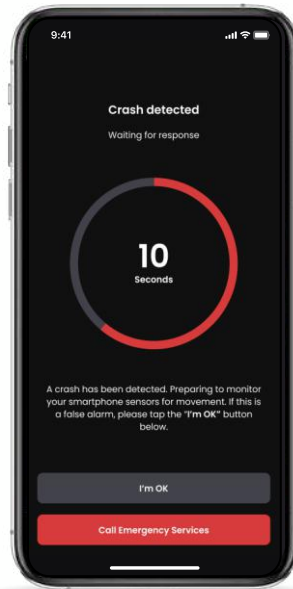 9:41
Crash detected
Waiting for response
10
Seconds
A crash has been detected. Preparing to monitor
your smartphone sensors for movement. If this is
a false alarm, please tap the "I'm OK" button
below.
I'm OK
Call Emergency Services